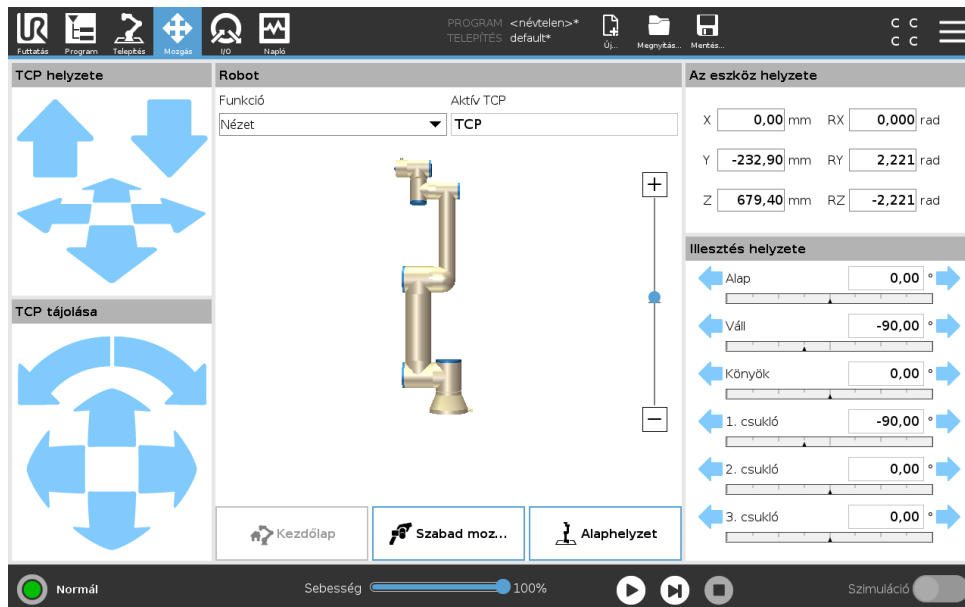 UR
PROGRAM <névtelen>*
TELEPÍTÉS default*
Futtatás Program Telepítés Mozgás I/O Napló Új... Megnyitás... Mentés...
C C
C C
TCP helyzete
Robot
Funkció Aktív TCP
Nézet TCP
+
−
Az eszköz helyzete
X 0,00 mm RX 0,000 rad
Y -232,90 mm RY 2,221 rad
Z 679,40 mm RZ -2,221 rad
Illesztés helyzete
Alap 0,00 °
Váll -90,00 °
Könyök 0,00 °
1. csukló -90,00 °
2. csukló 0,00 °
3. csukló 0,00 °
TCP tájolása
Kezdőlap Szabad moz... Alaphelyzet
Normál Sebesség 100% Szimuláció